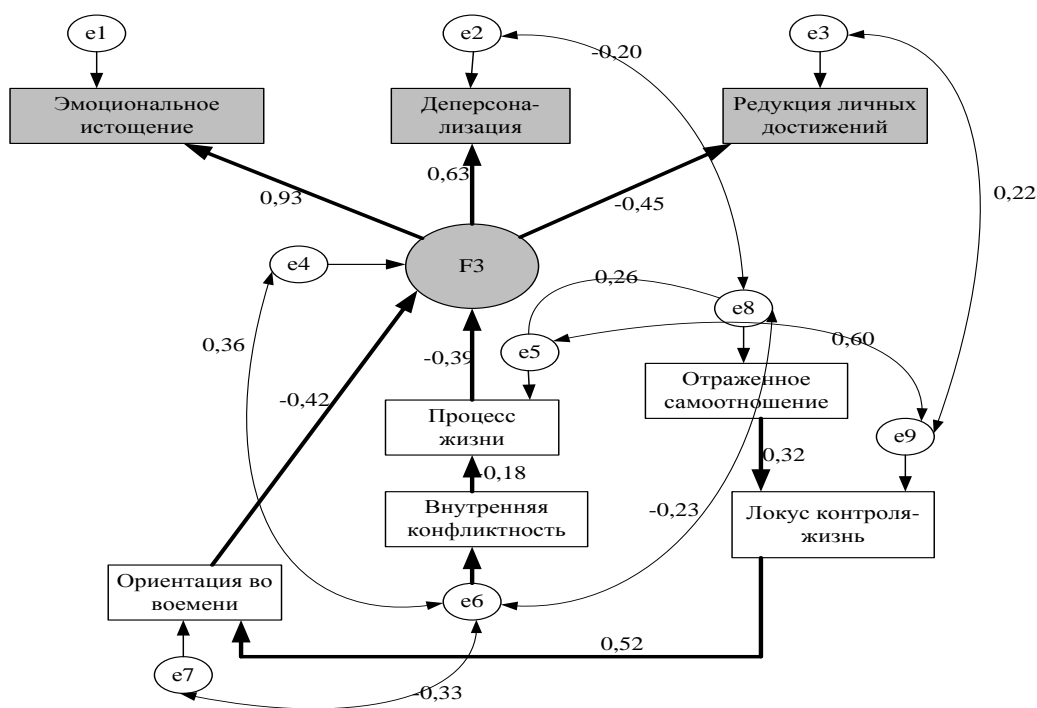 e1
e2
e3
-0,20
Эмоциональное
истощение
Деперсона-
лизация
Редукция личных
достижений
0,93
0,63
-0,45
0,22
e4
F3
0,26
e8
0,36
-0,39
e5
0,60
-0,42
Отраженное
самоотношение
Процесс
жизни
e9
0,32
-0,18
Внутренняя
конфликтность
-0,23
Локус контроля-
жизнь
Ориентация во
воемени
e6
0,52
e7
-0,33